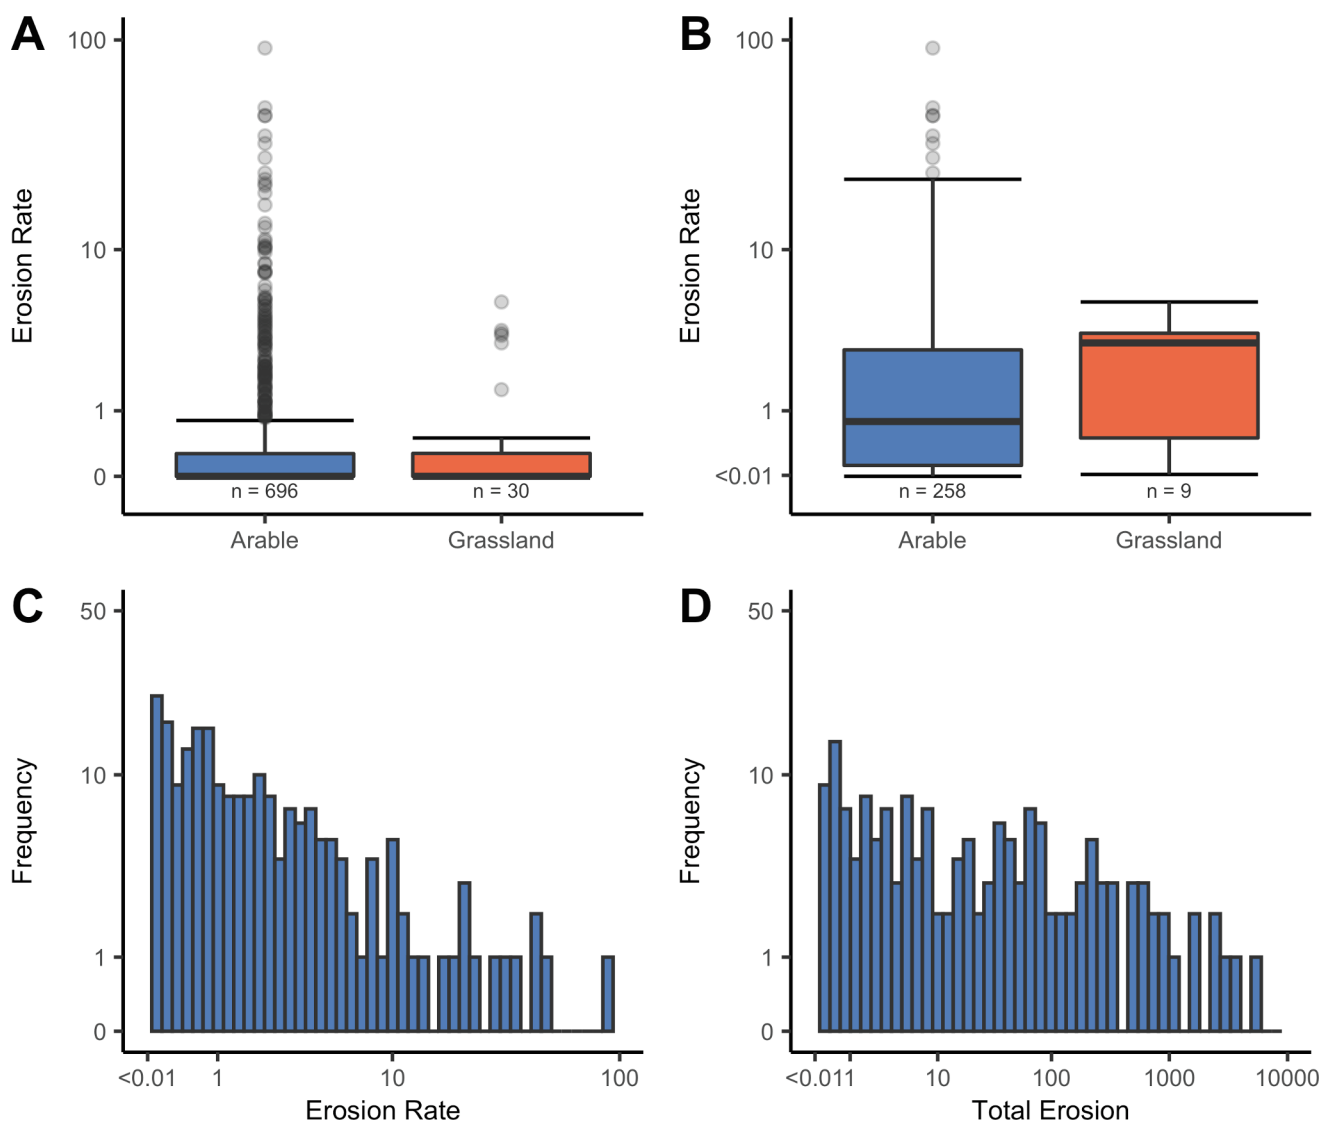 A
Erosion Rate
100
10
1
0
n = 696
n = 30
Arable
Grassland
B
Erosion Rate
100
10
1
<0.01
n = 258
n = 9
Arable
Grassland
C
Frequency
50
10
1
0
<0.01 1 10 100
Erosion Rate
D
Frequency
50
10
1
0
<0.011 10 100 1000 10000
Total Erosion